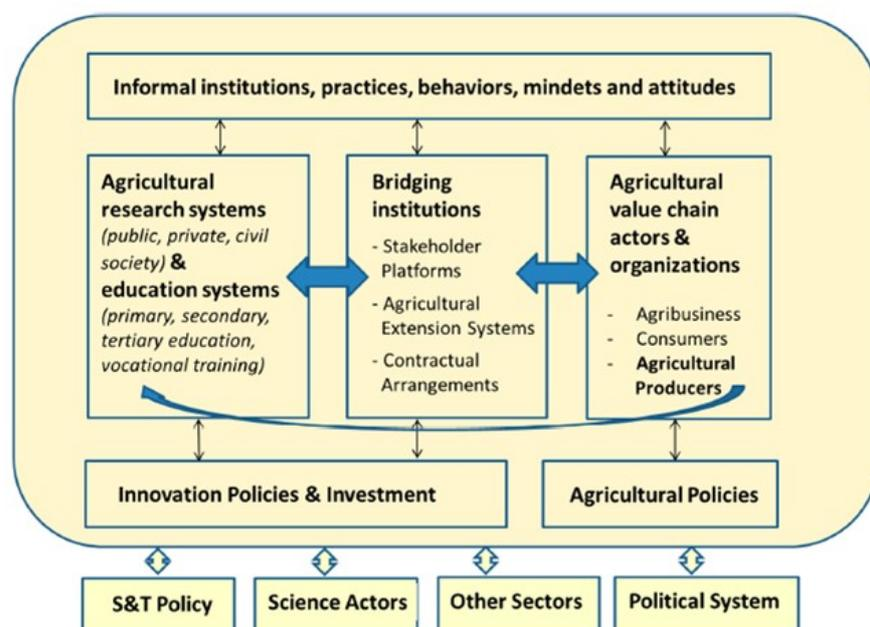 Informal institutions, practices, behaviors, mindets and attitudes
Agricultural
research systems
(public, private, civil
society) &
education systems
(primary, secondary,
tertiary education,
vocational training)
Bridging
institutions
- Stakeholder
Platforms
- Agricultural
Extension Systems
- Contractual
Arrangements
Agricultural
value chain
actors &
organizations
- Agribusiness
- Consumers
- Agricultural
Producers
Innovation Policies & Investment
Agricultural Policies
S&T Policy
Science Actors
Other Sectors
Political System